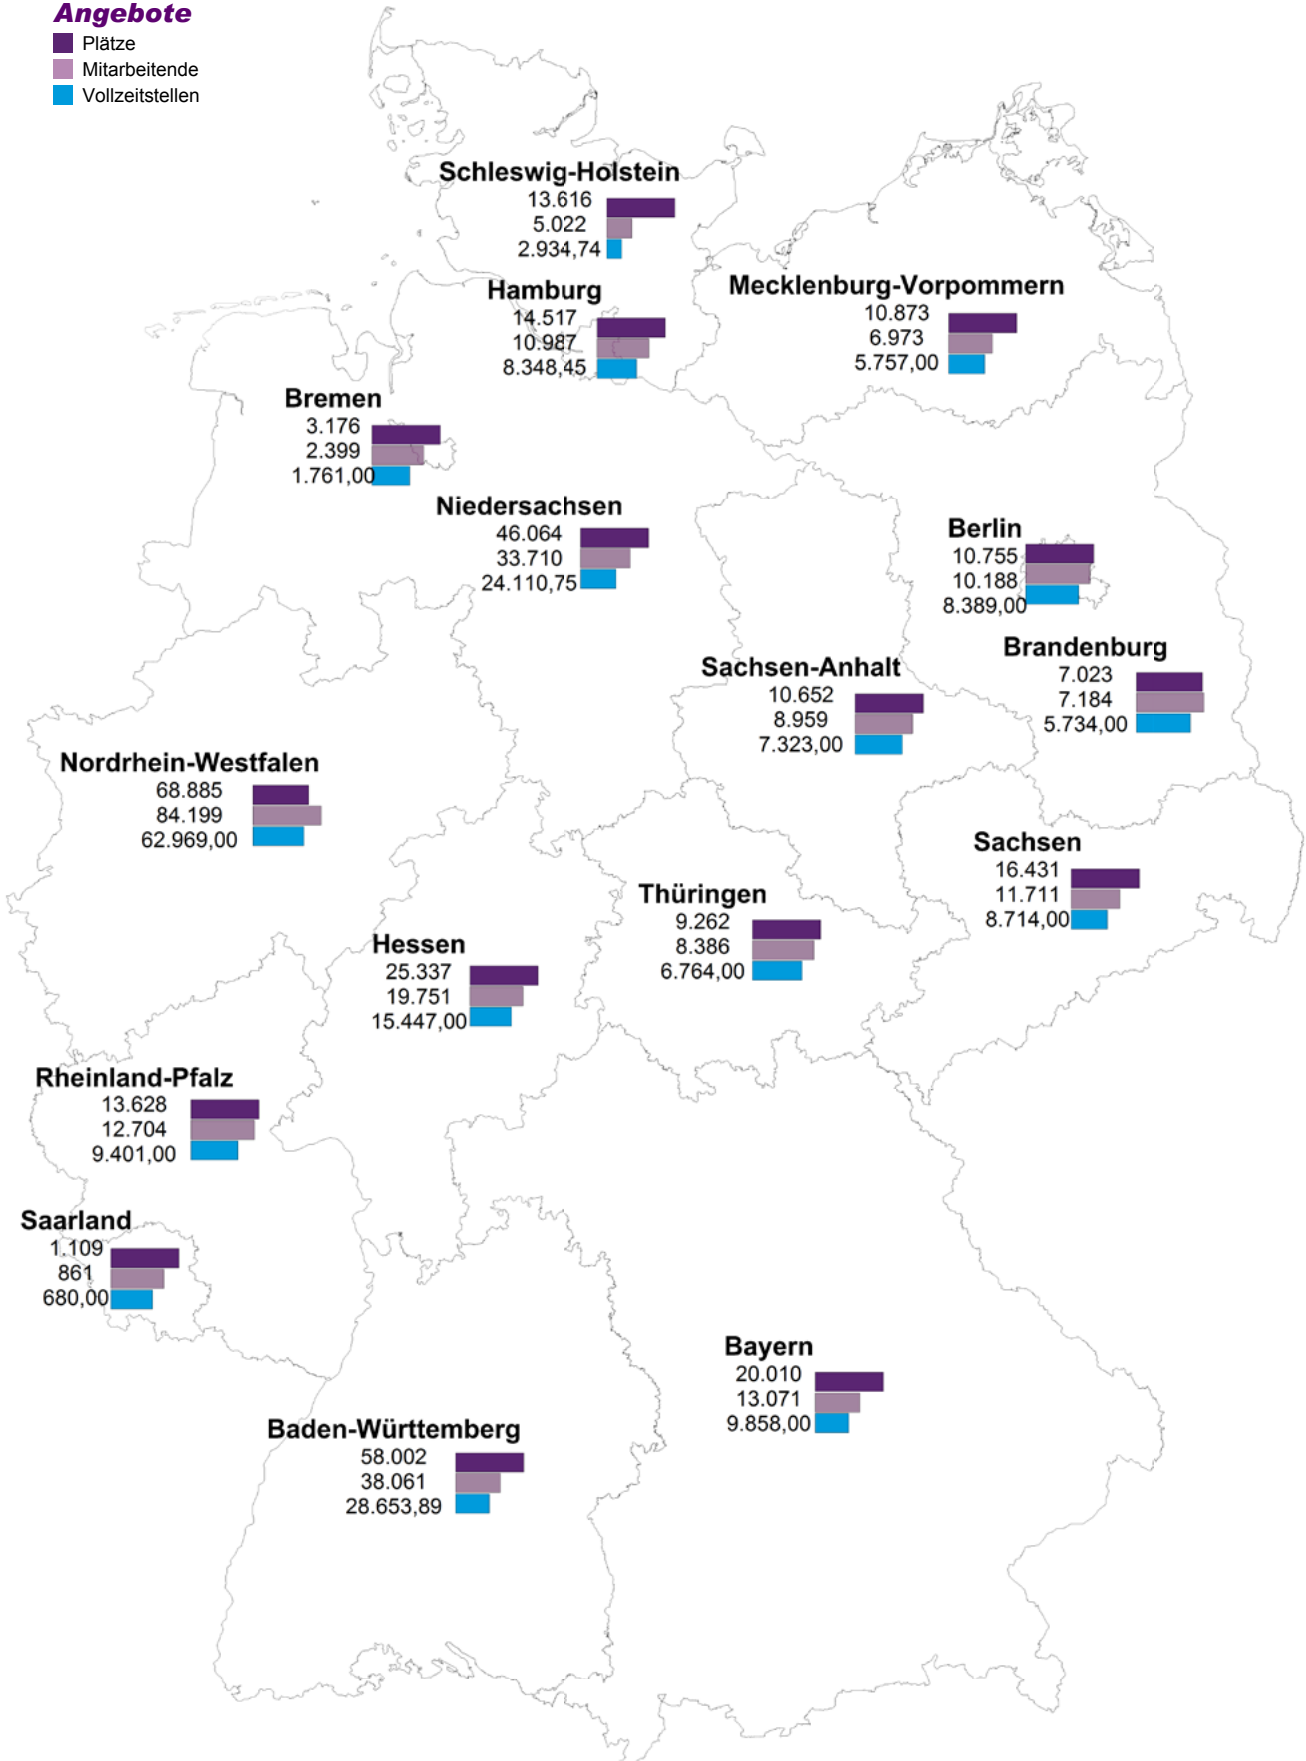 Angebote
Plätze
Mitarbeitende
Vollzeitstellen
Schleswig-Holstein
13.616
5.022
2.934,74
Hamburg
14.517
10.987
8.348,45
Mecklenburg-Vorpommern
10.873
6.973
5.757,00
Bremen
3.176
2.399
1.761,00
Niedersachsen
46.064
33.710
24.110,75
Berlin
10.755
10.188
8.389,00
Brandenburg
7.023
7.184
5.734,00
Sachsen-Anhalt
10.652
8.959
7.323,00
Nordrhein-Westfalen
68.885
84.199
62.969,00
Sachsen
16.431
11.711
8.714,00
Thüringen
9.262
8.386
6.764,00
Hessen
25.337
19.751
15.447,00
Rheinland-Pfalz
13.628
12.704
9.401,00
Saarland
1.109
861
680,00
Bayern
20.010
13.071
9.858,00
Baden-Württemberg
58.002
38.061
28.653,89